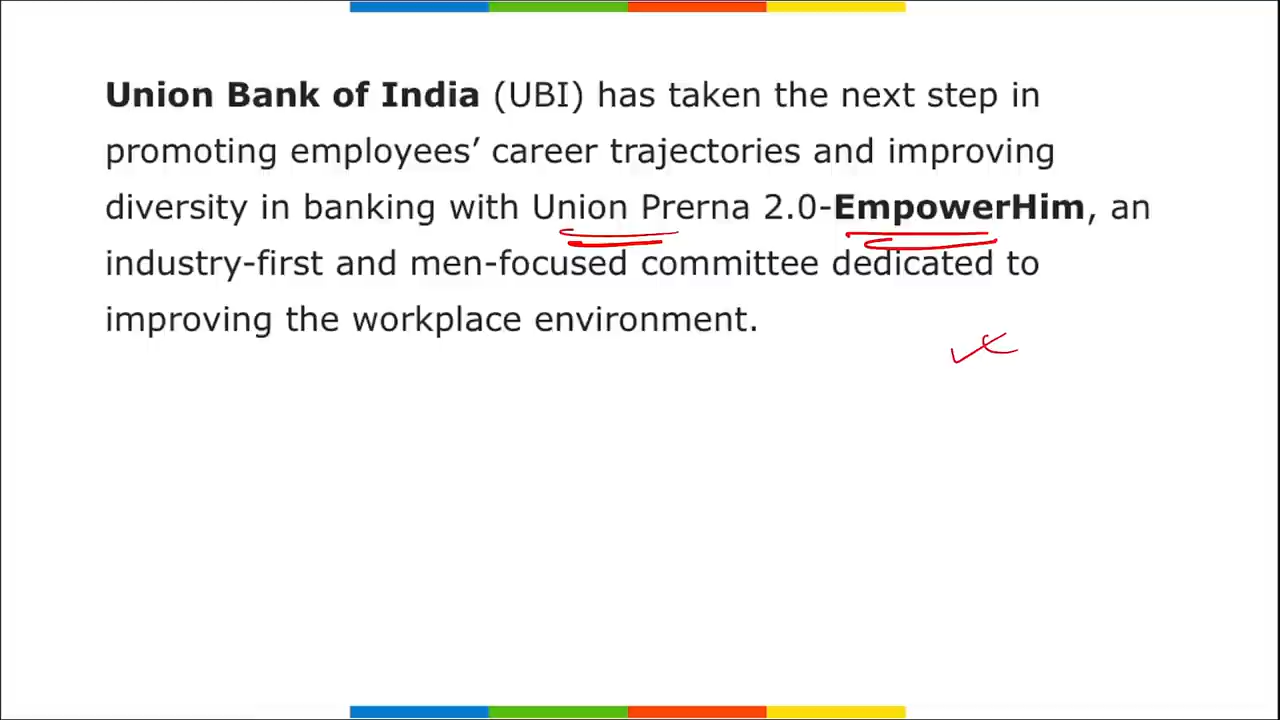 Union Bank of India (UBI) has taken the next step in
promoting employees’ career trajectories and improving
diversity in banking with Union Prerna 2.0-EmpowerHim, an
industry-first and men-focused committee dedicated to
improving the workplace environment.